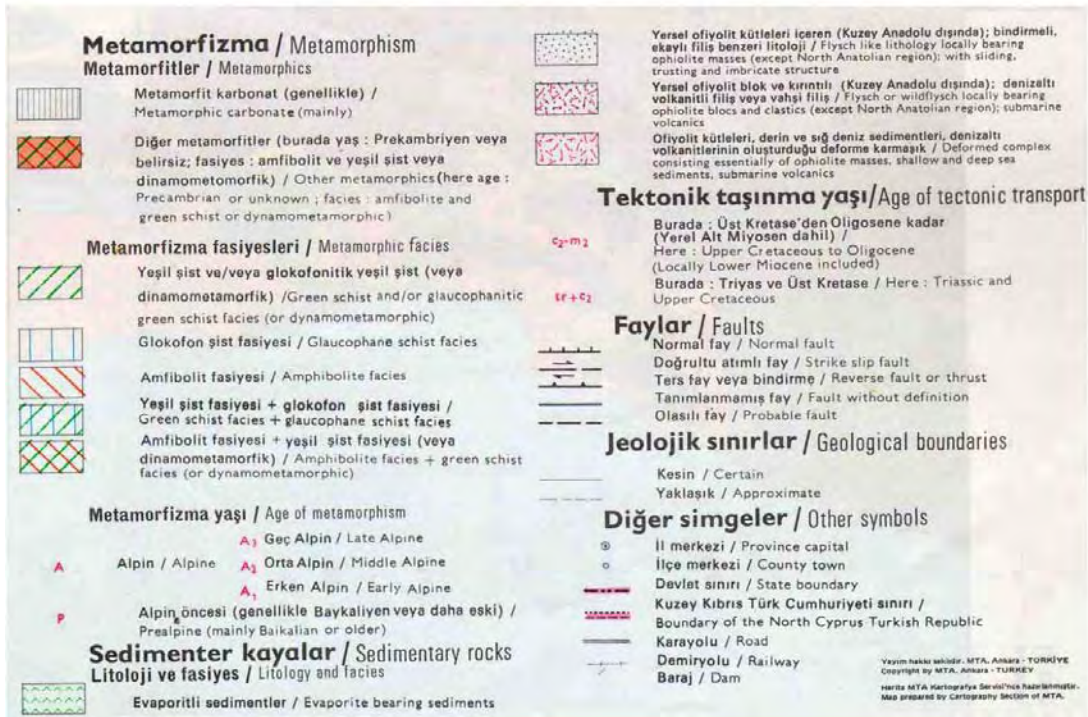 Metamorfizma / Metamorphism
Metamorfitler / Metamorphics
Metamorfit karbonat (genellikle) /
Metamorphic carbonate (mainly)
Diğer metamorfitler (burada yaş : Prekambriyen veya
belirsiz; fasiyes : amfibolit ve yeşil şist veya
dinamometomorfik) / Other metamorphics (here age :
Precambrian or unknown ; facies : amfibolite and
green schist or dynamometamorphic)
Metamorfizma fasiyesleri / Metamorphic facies
Yeşil şist ve/veya glokofonitik yeşil şist (veya
dinamometamorfik) /Green schist and/or glaucophanitic
green schist facies (or dynamometamorphic)
Glokofon şist fasiyesi / Glaucophane schist facies
Amfibolit fasiyesi / Amphibolite facies
Yeşil şist fasiyesi + glokofon şist fasiyesi /
Green schist facies + glaucophane schist facies
Amfibolit fasiyesi + yeşil şist fasiyesi (veya
dinamometamorfik) / Amphibolite facies + green schist
facies (or dynamometamorphic)
Metamorfizma yaşı / Age of metamorphism
A3 Geç Alpin / Late Alpine
A Alpin / Alpine A2 Orta Alpin / Middle Alpine
A1 Erken Alpin / Early Alpine
P Alpin öncesi (genellikle Baykaliyen veya daha eski) /
Prealpine (mainly Baikalian or older)
Sedimenter kayalar / Sedimentary rocks
Litoloji ve fasiyes / Litology and facies
Evaporitli sedimentler / Evaporite bearing sediments
Yersel ofiyolit kütleleri içeren (Kuzey Anadolu dışında); bindirmeli,
ekaylı filiş benzeri litoloji / Flysch like lithology locally bearing
ophiolite masses (except North Anatolian region); with sliding,
trusting and imbricate structure
Yersel ofiyolit blok ve kırıntılı (Kuzey Anadolu dışında); denizaltı
volkanitli filiş veya vahşi filiş / Flysch or wildflysch locally bearing
ophiolite blocs and clastics (except North Anatolian region); submarine
volcanics
Ofiyolit kütleleri, derin ve sığ deniz sedimentleri, denizaltı
volkanitlerinin oluşturduğu deforme karmaşık / Deformed complex
consisting essentially of ophiolite masses, shallow and deep sea
sediments, submarine volcanics
Tektonik taşınma yaşı/Age of tectonic transport
Burada : Üst Kretase'den Oligosene kadar
c2-m2 (Yerel Alt Miyosen dahil) /
Here : Upper Cretaceous to Oligocene
(Locally Lower Miocene included)
Burada : Triyas ve Üst Kretase / Here : Triassic and
tr+c2 Upper Cretaceous
Faylar / Faults
Normal fay / Normal fault
Doğrultu atımlı fay / Strike slip fault
Ters fay veya bindirme / Reverse fault or thrust
Tanımlanmamış fay / Fault without definition
Olasılı fay / Probable fault
Jeolojik sınırlar / Geological boundaries
Kesin / Certain
Yaklaşık / Approximate
Diğer simgeler / Other symbols
İl merkezi / Province capital
İlçe merkezi / County town
Devlet sınırı / State boundary
Kuzey Kıbrıs Türk Cumhuriyeti sınırı /
Boundary of the North Cyprus Turkish Republic
Karayolu / Road
Demiryolu / Railway
Baraj / Dam
Yayım hakkı saklıdır. MTA, Ankara - TÜRKİYE
Copyright by MTA, Ankara - TURKEY
Harita MTA Kartografya Servisi'nce hazırlanmıştır.
Map prepared by Cartography Section of MTA.